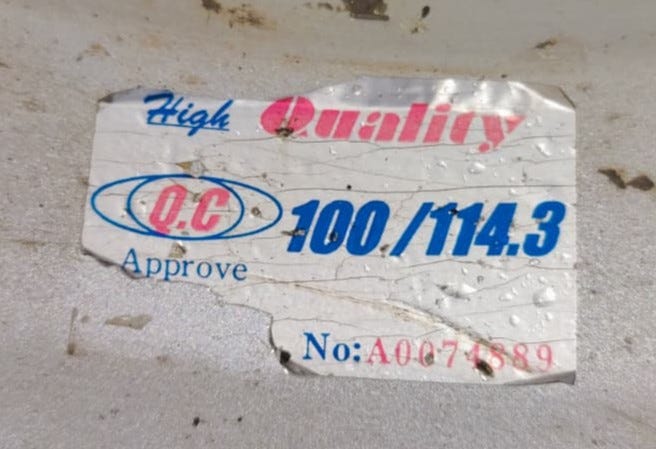 High Quality
Q.C 100/114.3
Approve
No:A0074889